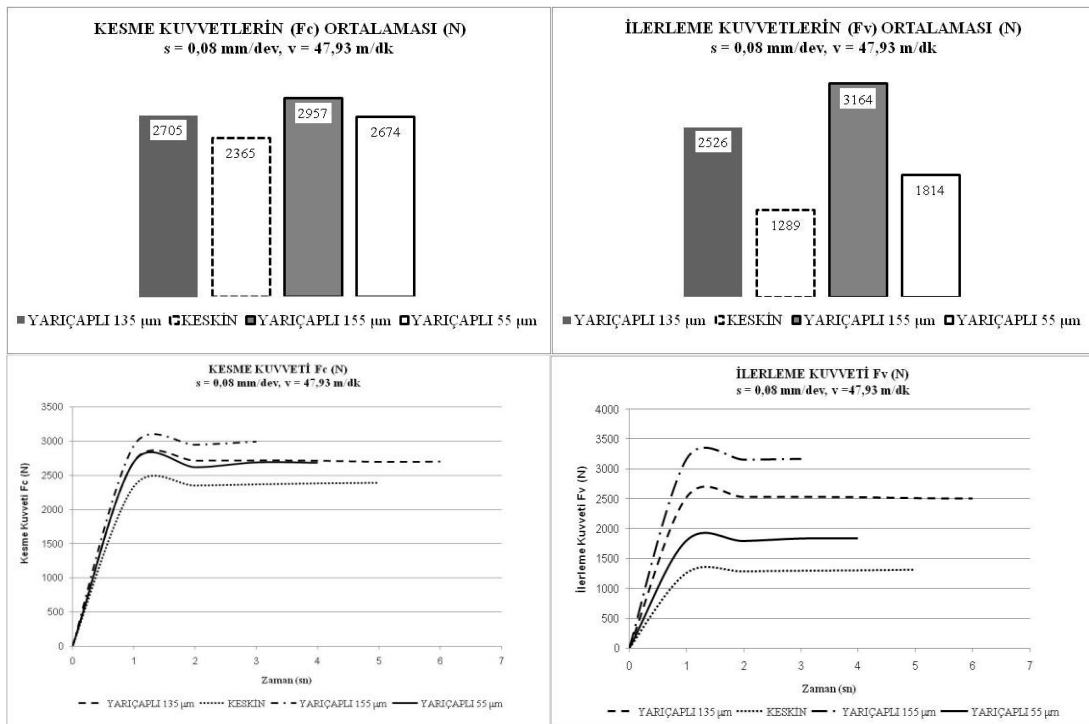 KESME KUVVETLERİN (Fc) ORTALAMASI (N)
s = 0,08 mm/dev, v = 47,93 m/dk
2705
2365
2957
2674
YARIÇAPLI 135 µm KESKİN YARIÇAPLI 155 µm YARIÇAPLI 55 µm
İLERLEME KUVVETLERİN (Fv) ORTALAMASI (N)
s = 0,08 mm/dev, v = 47,93 m/dk
2526
1289
3164
1814
YARIÇAPLI 135 µm KESKİN YARIÇAPLI 155 µm YARIÇAPLI 55 µm
KESME KUVVETİ Fc (N)
s = 0,08 mm/dev, v = 47,93 m/dk
Kesme Kuvveti Fc (N)
3500
3000
2500
2000
1500
1000
500
0
0 1 2 3 4 5 6 7
Zaman (sn)
YARIÇAPLI 135 µm KESKİN YARIÇAPLI 155 µm YARIÇAPLI 55 µm
İLERLEME KUVVETİ Fv (N)
s = 0,08 mm/dev, v =47,93 m/dk
İlerleme Kuvveti Fv (N)
4000
3500
3000
2500
2000
1500
1000
500
0
0 1 2 3 4 5 6 7
Zaman (sn)
YARIÇAPLI 135 µm KESKİN YARIÇAPLI 155 µm YARIÇAPLI 55 µm